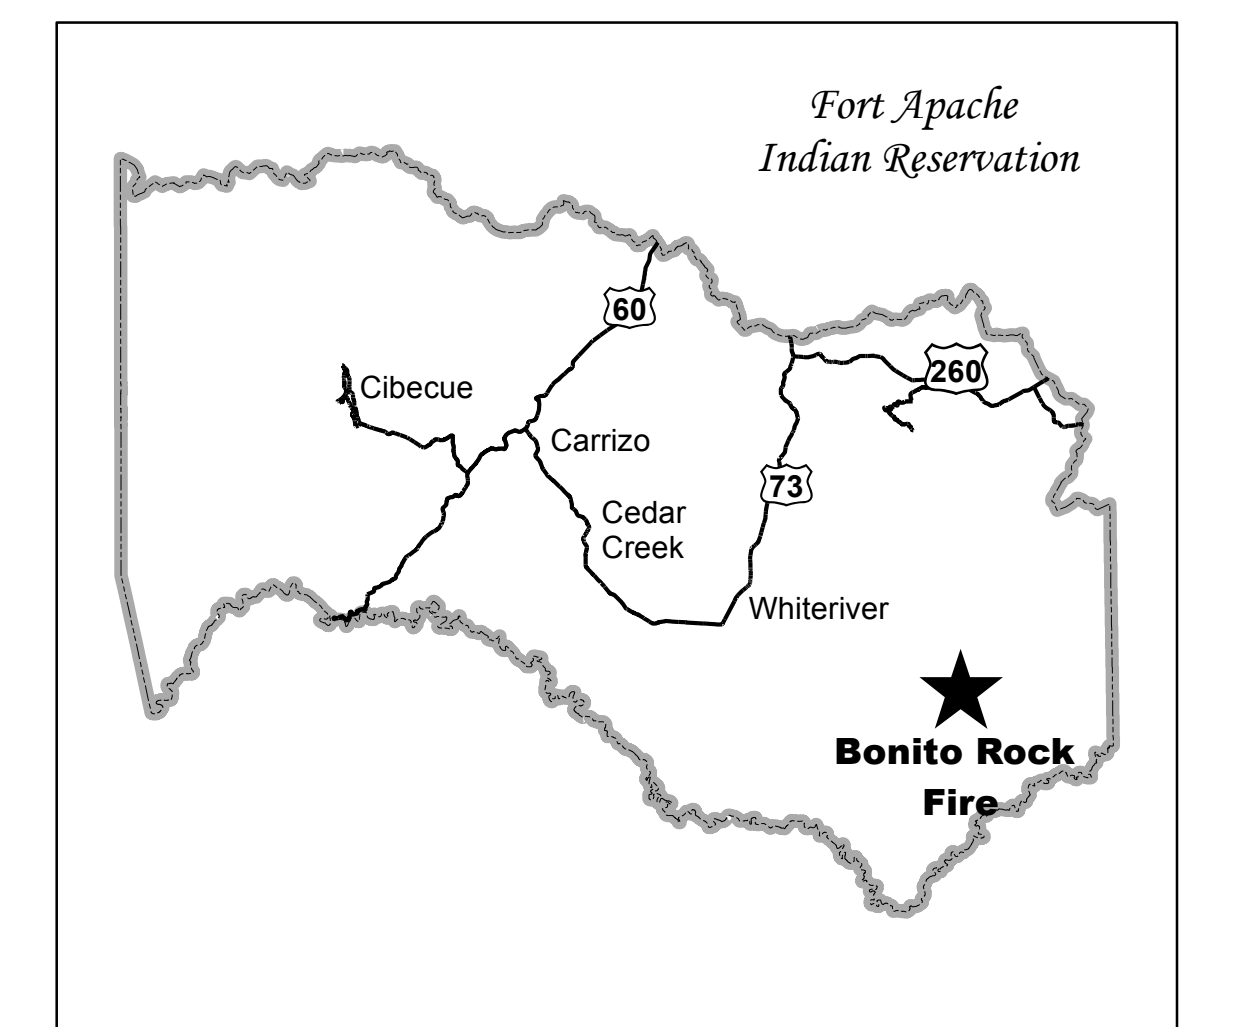 Fort Apache
Indian Reservation
60
260
Cibecue
Carrizo
73
Cedar
Creek
Whiteriver
Bonito Rock
Fire